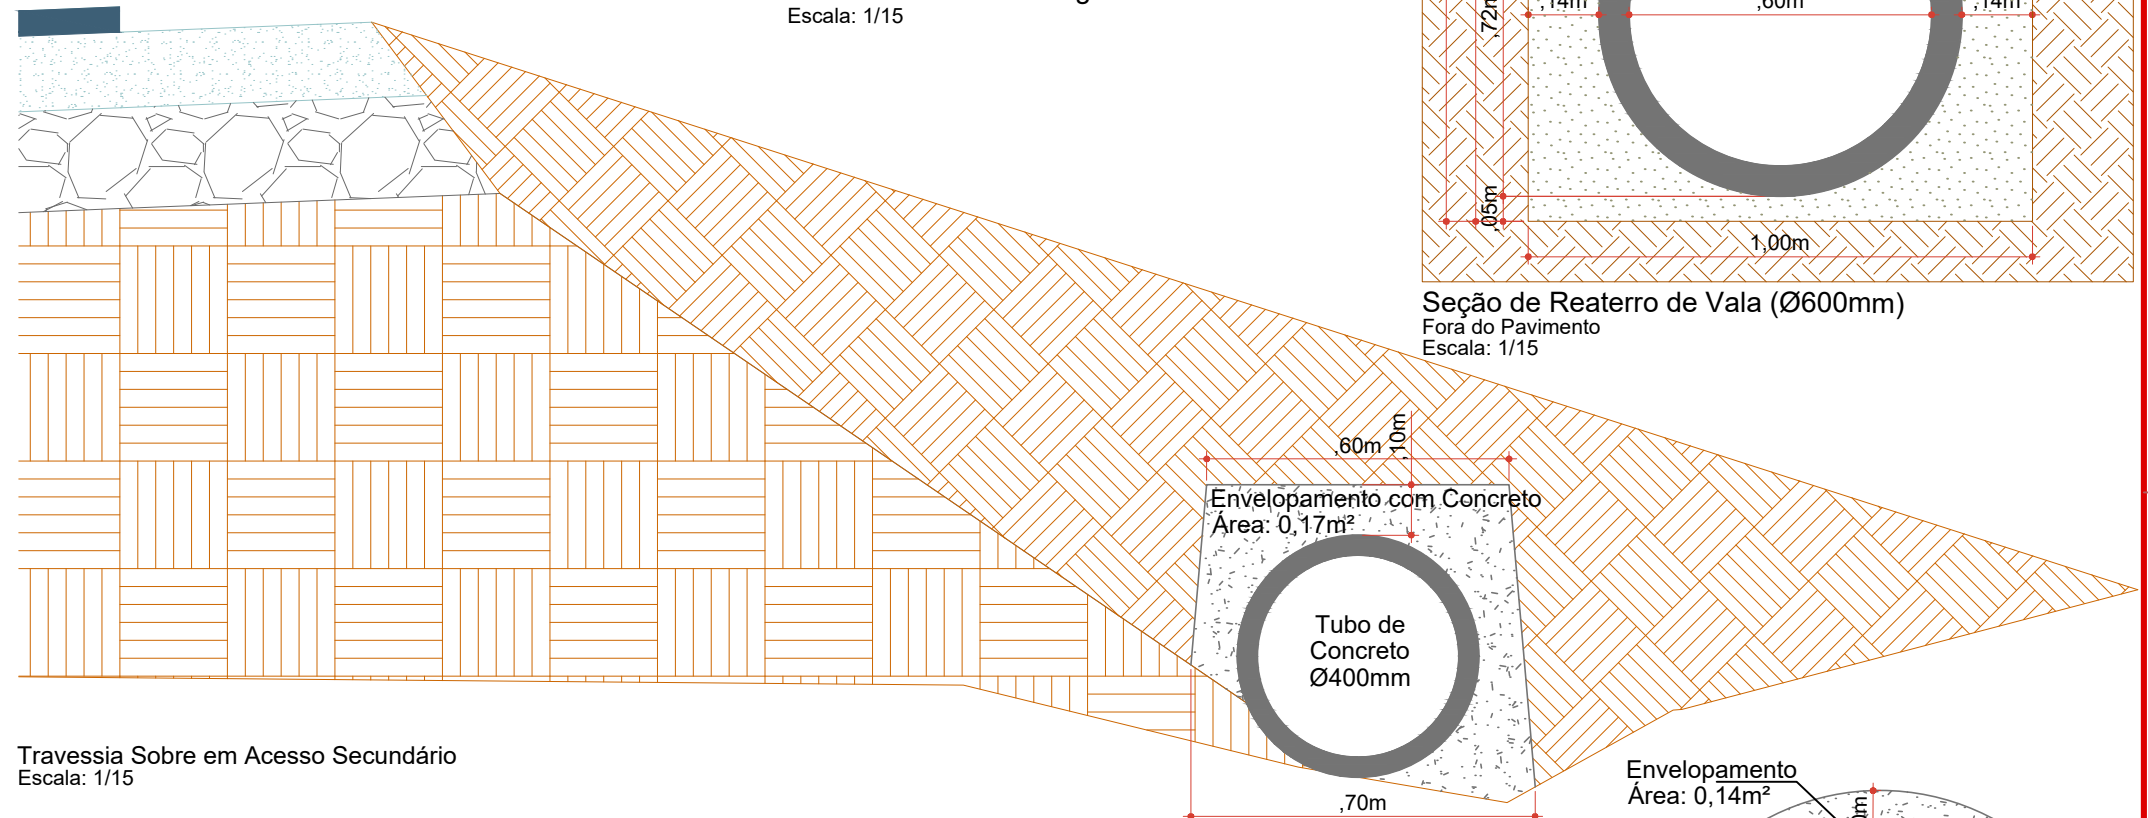 Escala: 1/15
,14m
,60m
,14m
,72m
,05m
1,00m
Seção de Reaterro de Vala (Ø600mm)
Fora do Pavimento
Escala: 1/15
,60m
,10m
Envelopamento com Concreto
Área: 0,17m²
Tubo de
Concreto
Ø400mm
,70m
Travessia Sobre em Acesso Secundário
Escala: 1/15
Envelopamento
Área: 0,14m²